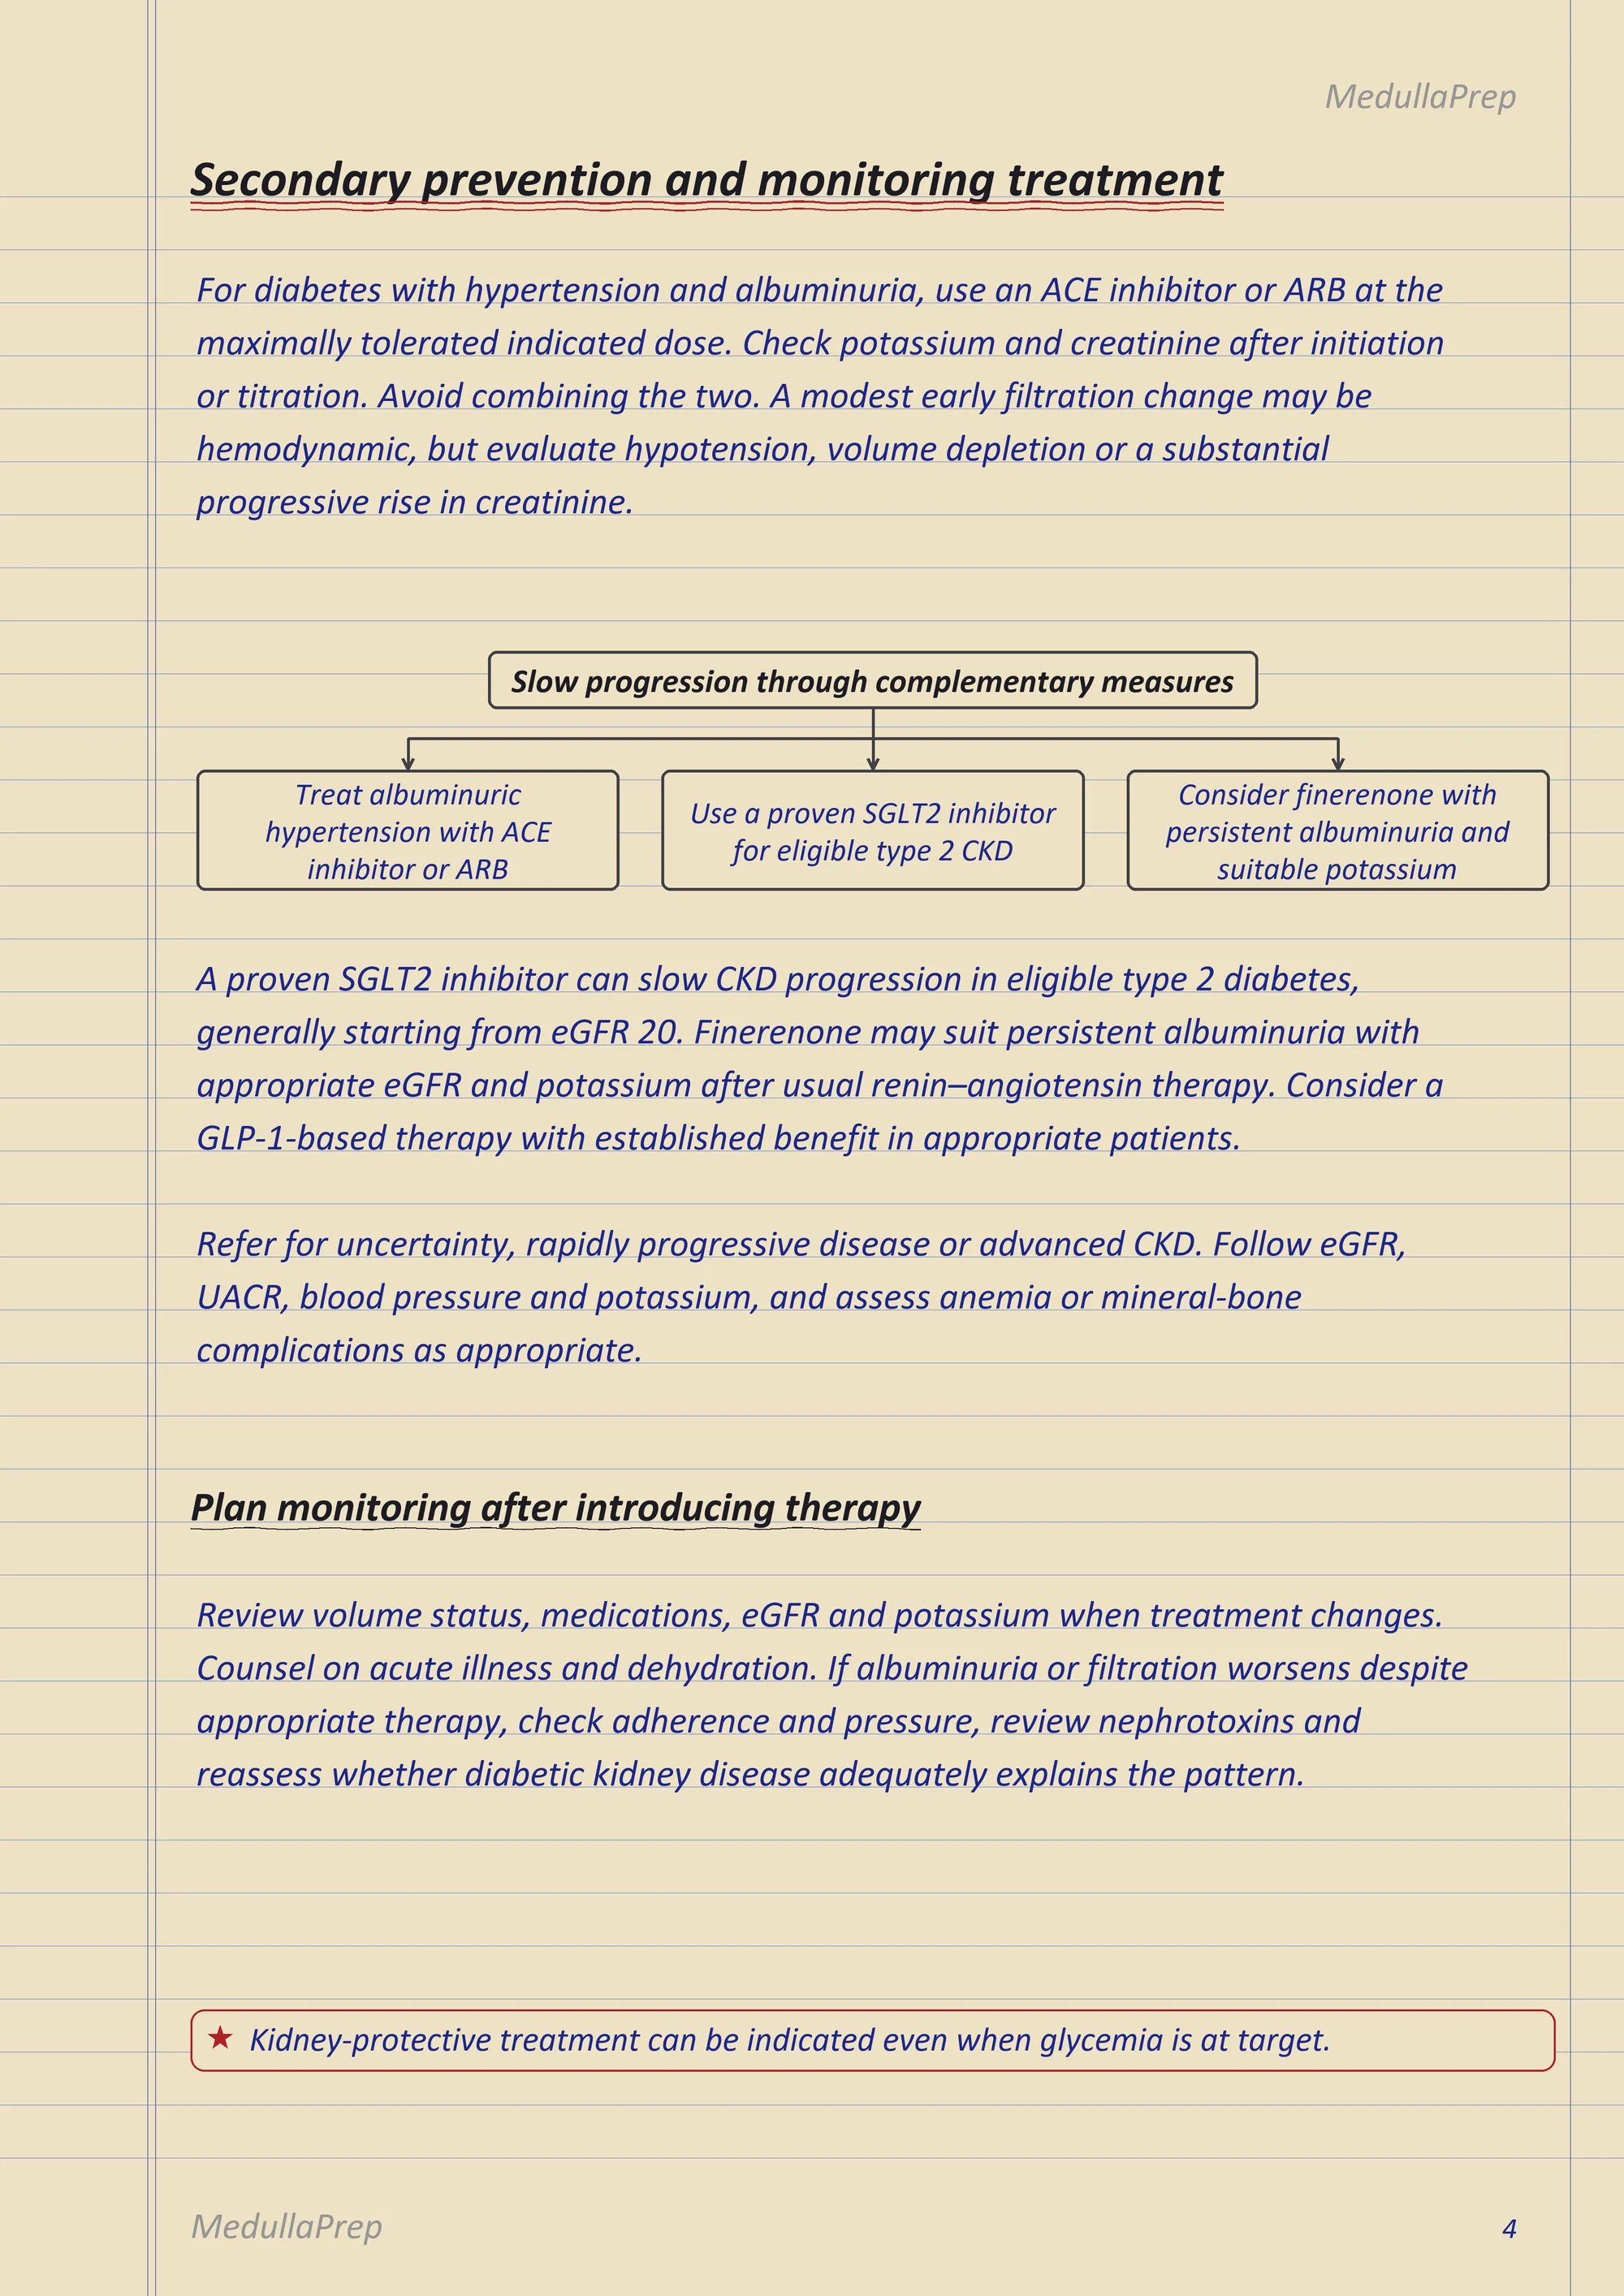 MedullaPrep
Secondary prevention and monitoring treatment
For diabetes with hypertension and albuminuria, use an ACE inhibitor or ARB at the
maximally tolerated indicated dose. Check potassium and creatinine after initiation
or titration. Avoid combining the two. A modest early filtration change may be
hemodynamic, but evaluate hypotension, volume depletion or a substantial
progressive rise in creatinine.
Slow progression through complementary measures
Treat albuminuric
hypertension with ACE
inhibitor or ARB
Use a proven SGLT2 inhibitor
for eligible type 2 CKD
Consider finerenone with
persistent albuminuria and
suitable potassium
A proven SGLT2 inhibitor can slow CKD progression in eligible type 2 diabetes,
generally starting from eGFR 20. Finerenone may suit persistent albuminuria with
appropriate eGFR and potassium after usual renin–angiotensin therapy. Consider a
GLP-1-based therapy with established benefit in appropriate patients.
Refer for uncertainty, rapidly progressive disease or advanced CKD. Follow eGFR,
UACR, blood pressure and potassium, and assess anemia or mineral-bone
complications as appropriate.
Plan monitoring after introducing therapy
Review volume status, medications, eGFR and potassium when treatment changes.
Counsel on acute illness and dehydration. If albuminuria or filtration worsens despite
appropriate therapy, check adherence and pressure, review nephrotoxins and
reassess whether diabetic kidney disease adequately explains the pattern.
★ Kidney-protective treatment can be indicated even when glycemia is at target.
MedullaPrep
4